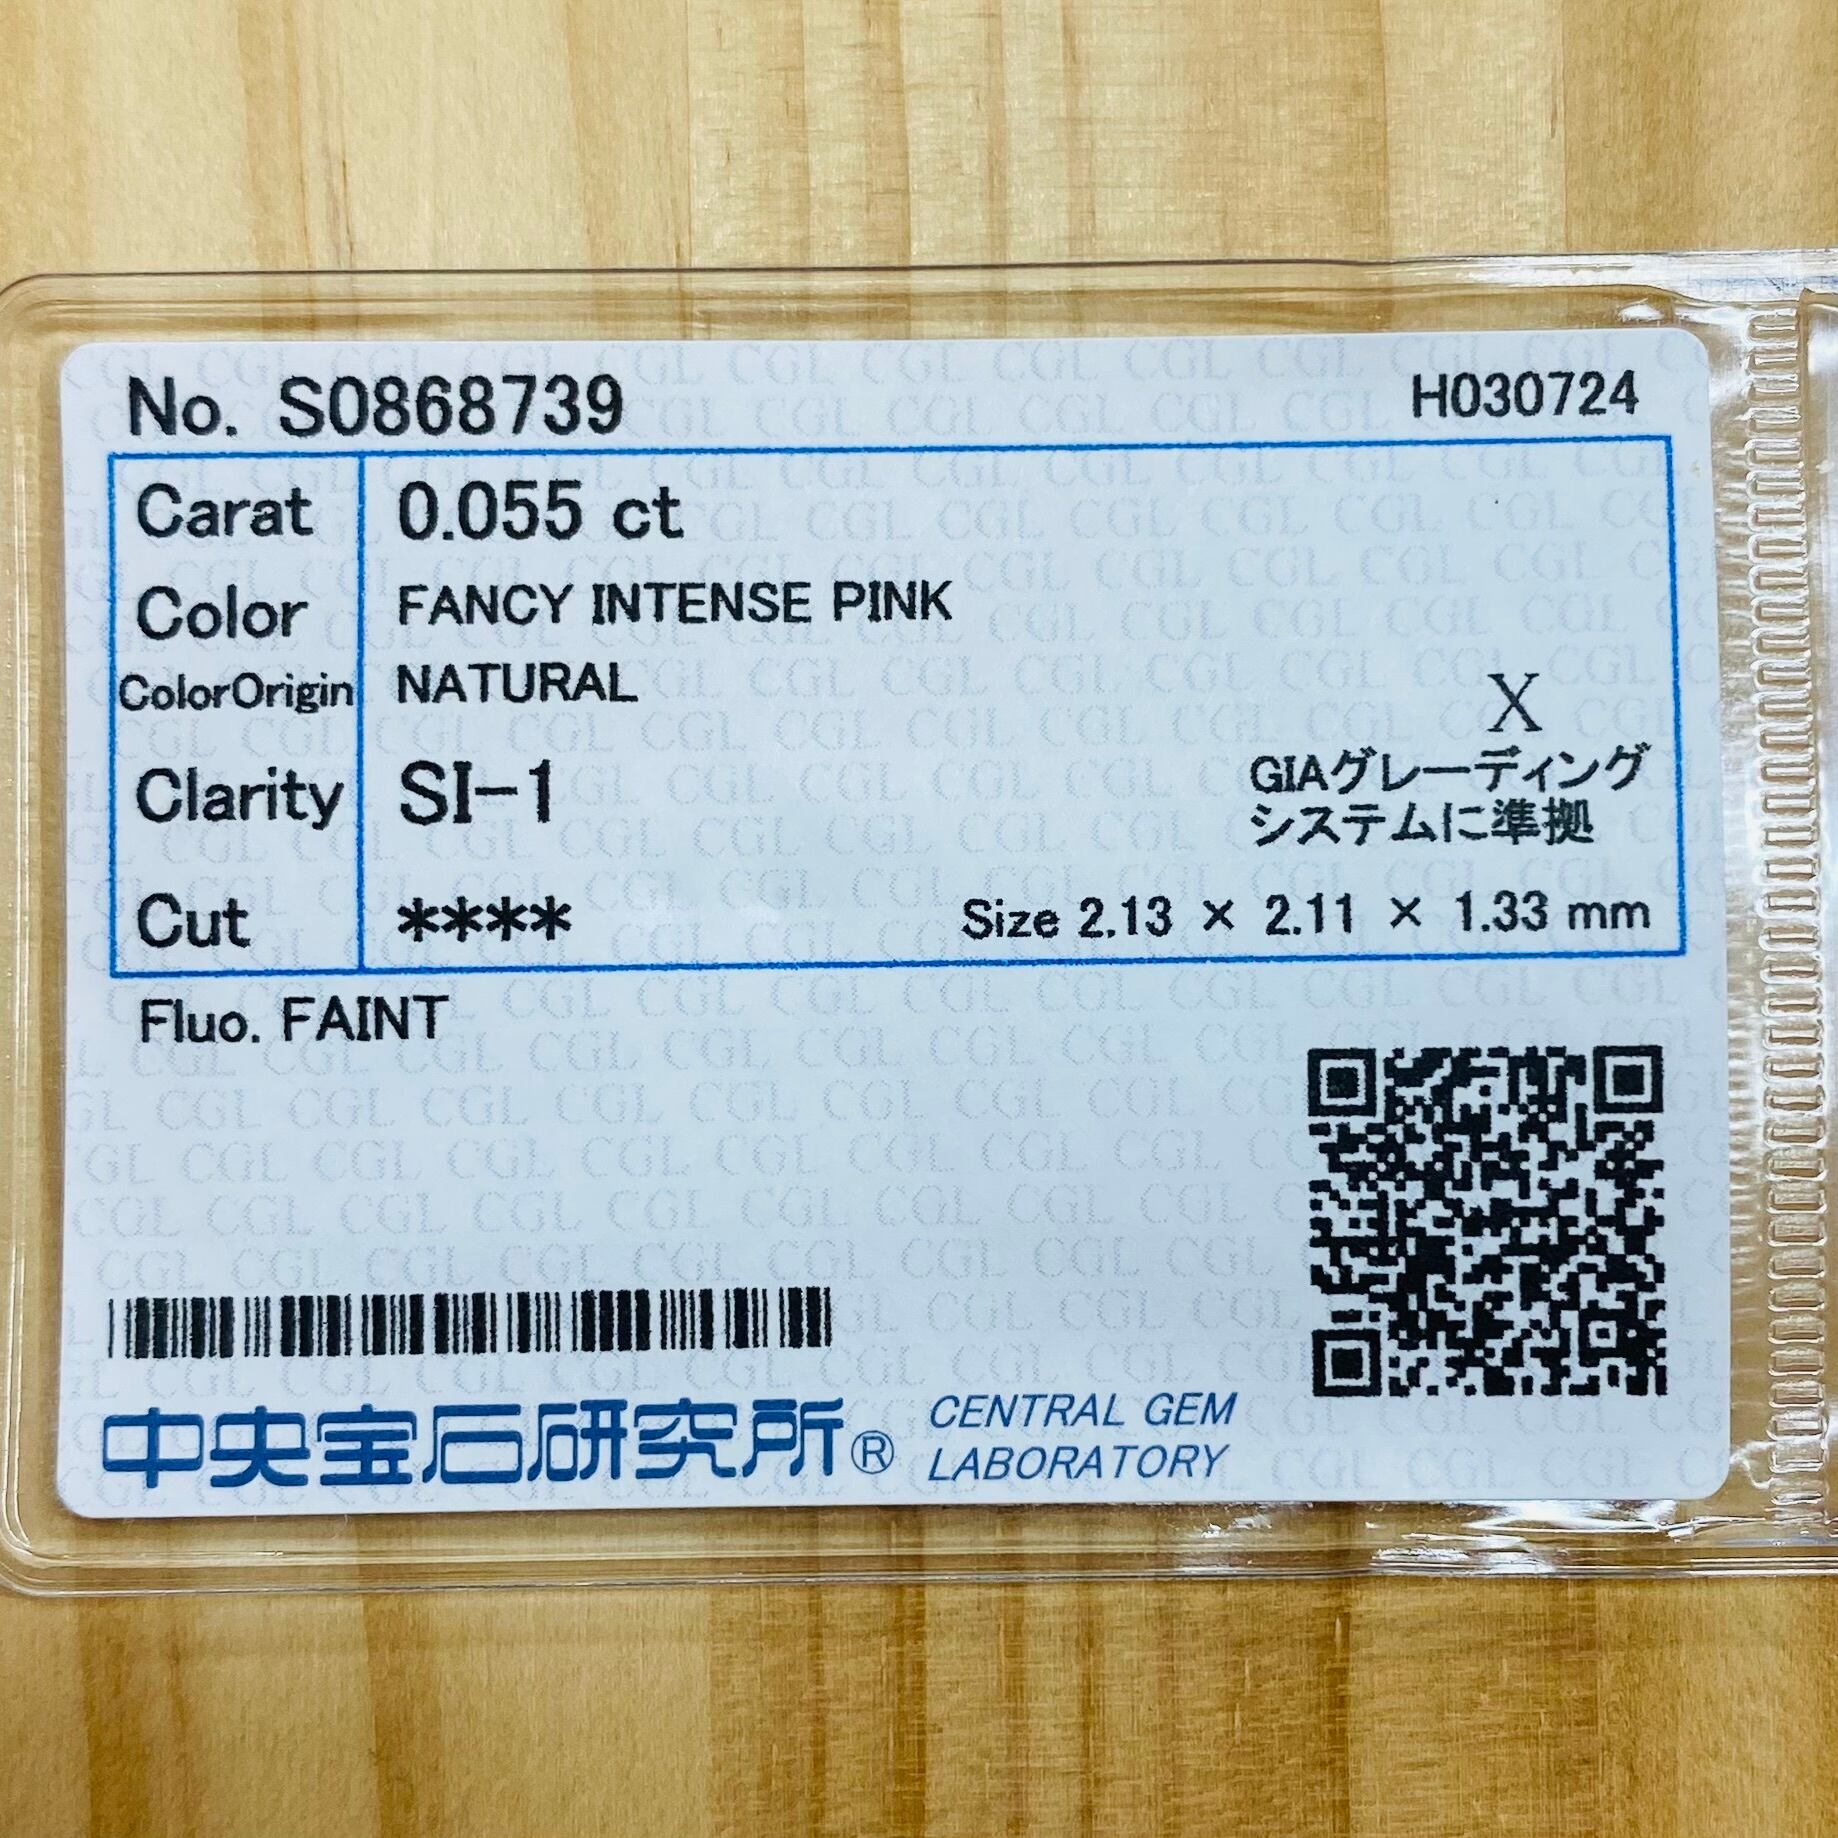 No. S0868739 H030724
Carat 0.055 ct
Color FANCY INTENSE PINK
ColorOrigin NATURAL
X
Clarity SI-1
GIAグレーディング
システムに準拠
Cut **** Size 2.13 × 2.11 × 1.33 mm
Fluo. FAINT
中央宝石研究所® CENTRAL GEM
LABORATORY